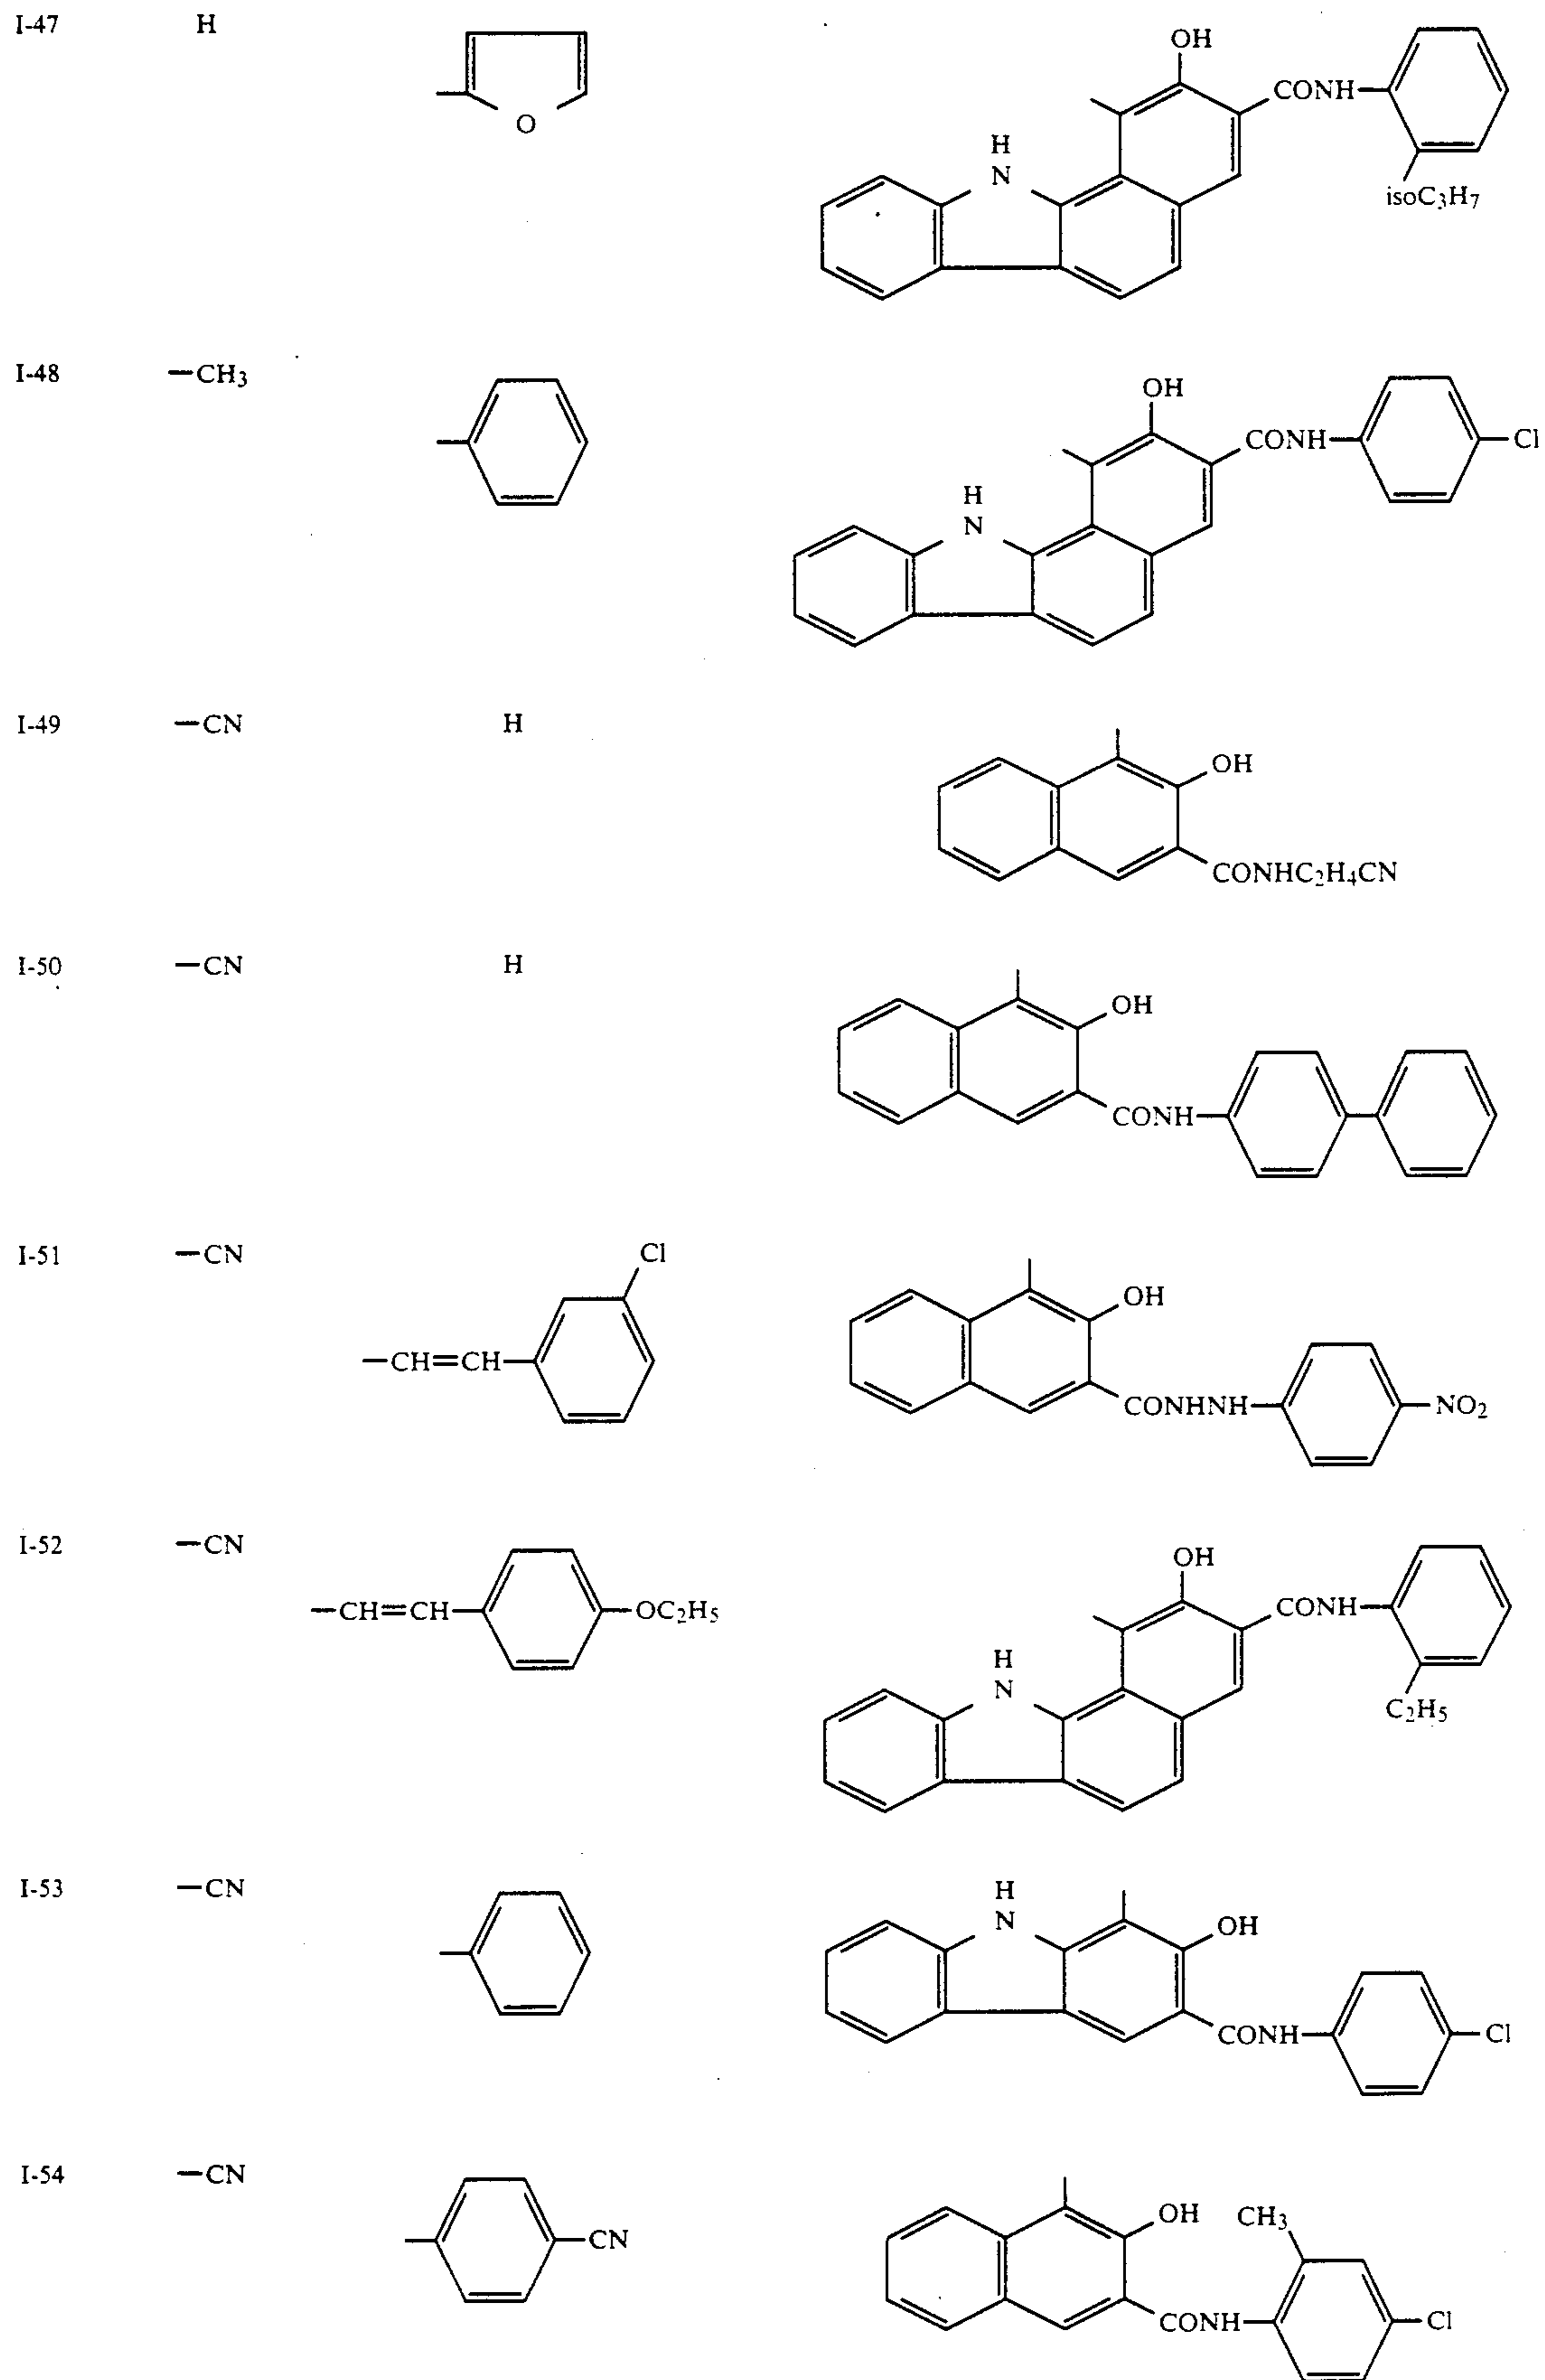 I-47 H
O
OH
CONH
H
N
isoC₃H₇
I-48 —CH₃
OH
CONH Cl
H
N
I-49 —CN H
OH
CONHC₂H₄CN
I-50 —CN H
OH
CONH
I-51 —CN
Cl
—CH=CH
OH
CONHNH NO₂
I-52 —CN
—CH=CH OC₂H₅
OH
CONH
H
N
C₂H₅
I-53 —CN
H
N
OH
CONH Cl
I-54 —CN
CN
OH CH₃
CONH Cl